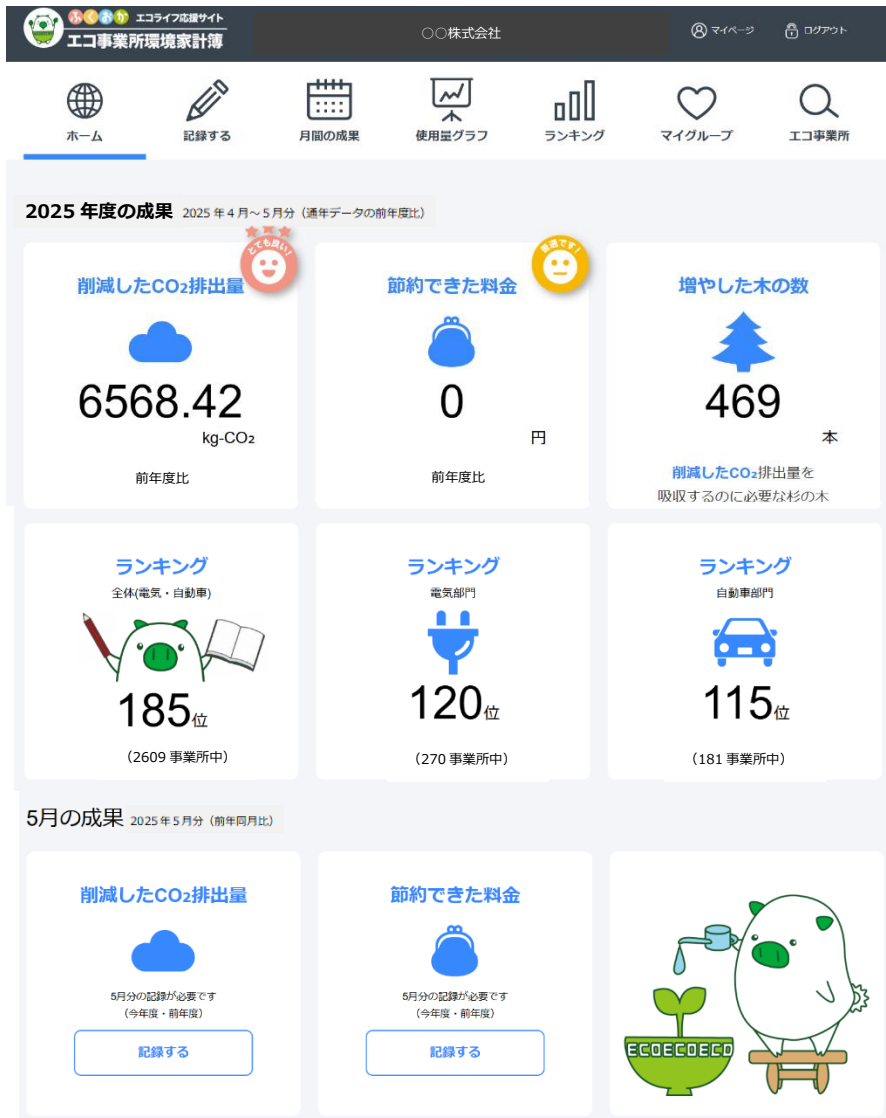 ふくおか エコライフ応援サイト
エコ事業所環境家計簿
〇〇株式会社
マイページ
ログアウト
ホーム
記録する
月間の成果
使用量グラフ
ランキング
マイグループ
エコ事業所
2025 年度の成果 2025 年 4 月～5 月分（通年データの前年度比）
とても良い!
削減したCO₂排出量
6568.42
kg-CO₂
前年度比
普通です!
節約できた料金
0
円
前年度比
増やした木の数
469
本
削減したCO₂排出量を
吸収するのに必要な杉の木
ランキング
全体(電気・自動車)
185位
（2609 事業所中）
ランキング
電気部門
120位
（270 事業所中）
ランキング
自動車部門
115位
（181 事業所中）
5月の成果 2025 年 5 月分（前年同月比）
削減したCO₂排出量
5月分の記録が必要です
（今年度・前年度）
記録する
節約できた料金
5月分の記録が必要です
（今年度・前年度）
記録する
ECOECOECO